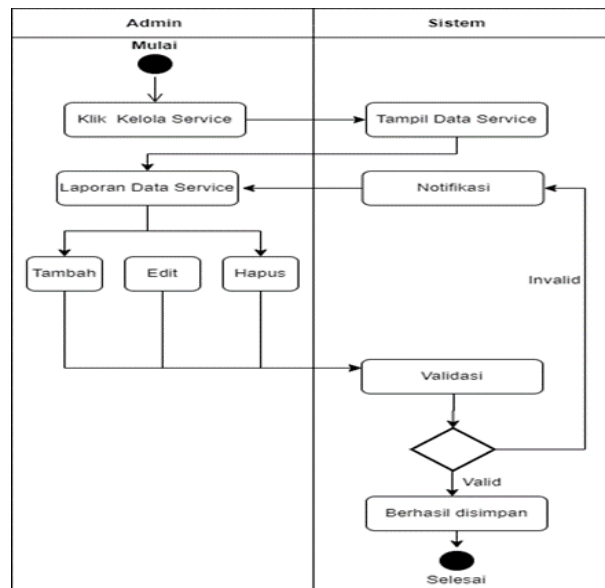 Admin
Sistem
Mulai
Klik Kelola Service
Tampil Data Service
Laporan Data Service
Notifikasi
Tambah
Edit
Hapus
Invalid
Validasi
Valid
Berhasil disimpan
Selesai